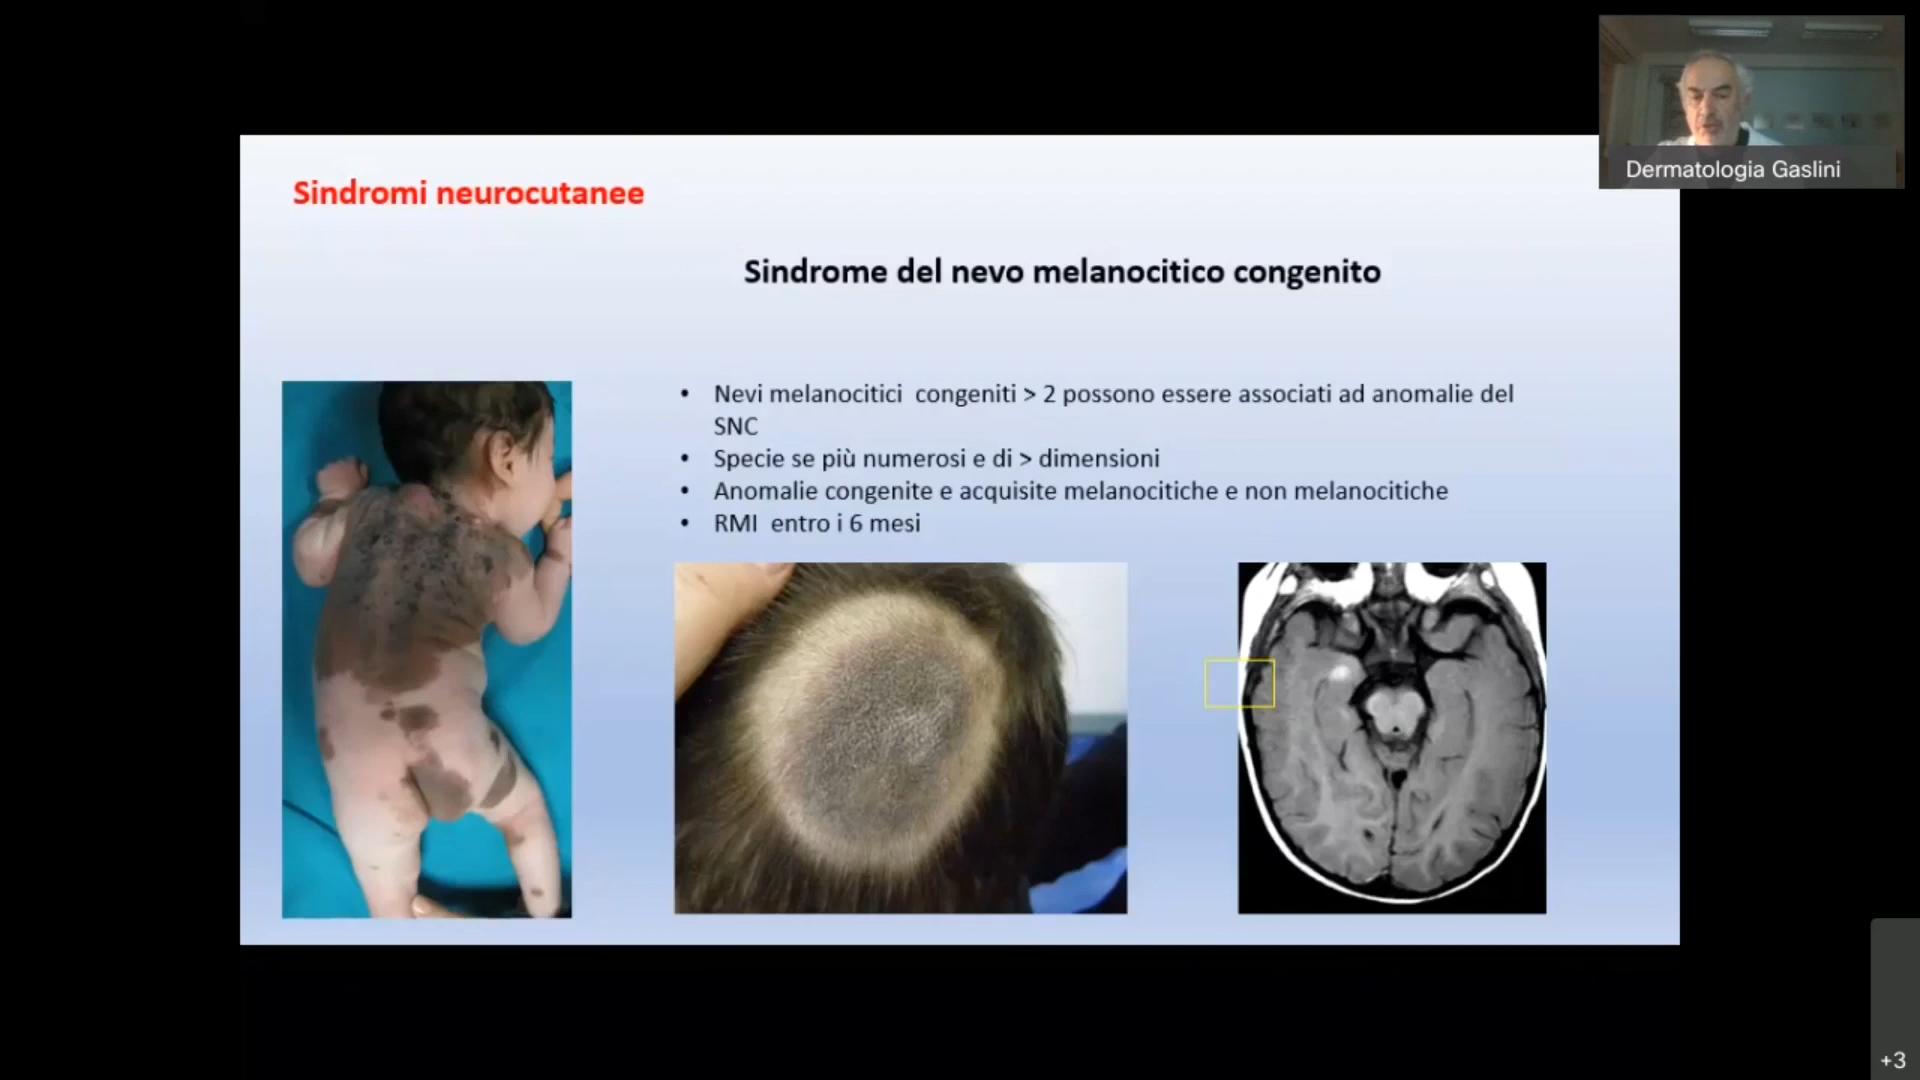 Dermatologia Gaslini
Sindromi neurocutanee
Sindrome del nevo melanocitico congenito
• Nevi melanocitici congeniti > 2 possono essere associati ad anomalie del
SNC
• Specie se più numerosi e di > dimensioni
• Anomalie congenite e acquisite melanocitiche e non melanocitiche
• RMI entro i 6 mesi
+3